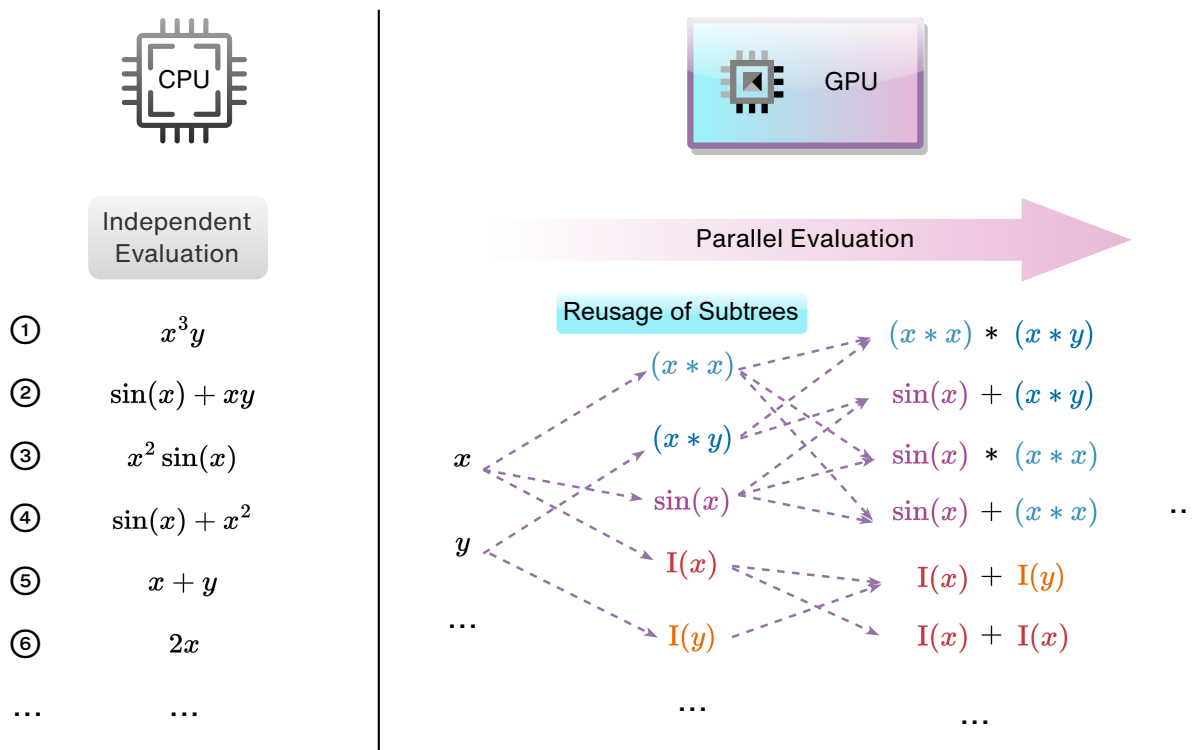 CPU
Independent
Evaluation
① x³y
② sin(x) + xy
③ x² sin(x)
④ sin(x) + x²
⑤ x + y
⑥ 2x
... ...
GPU
Parallel Evaluation
Reusage of Subtrees
x
y
...
(x * x)
(x * y)
sin(x)
I(x)
I(y)
...
(x * x) * (x * y)
sin(x) + (x * y)
sin(x) * (x * x)
sin(x) + (x * x)
I(x) + I(y)
I(x) + I(x)
...
..